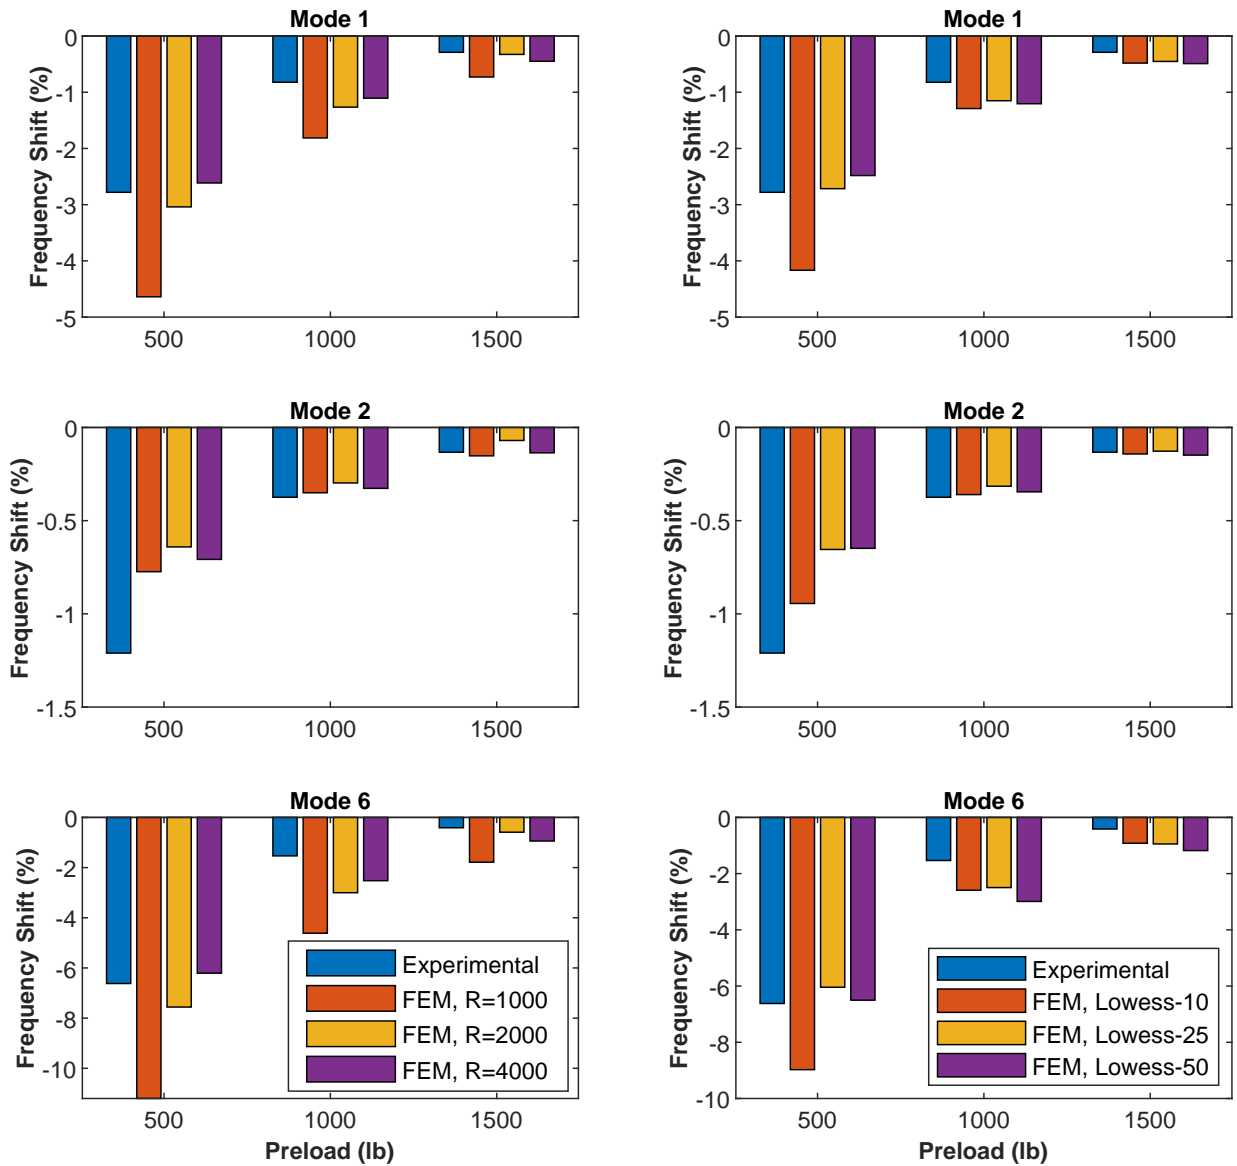 Mode 1
0
-1
-2
-3
-4
-5
Frequency Shift (%)
500 1000 1500
Mode 1
0
-1
-2
-3
-4
-5
Frequency Shift (%)
500 1000 1500
Mode 2
0
-0.5
-1
-1.5
Frequency Shift (%)
500 1000 1500
Mode 2
0
-0.5
-1
-1.5
Frequency Shift (%)
500 1000 1500
Mode 6
0
-2
-4
-6
-8
-10
Frequency Shift (%)
Experimental
FEM, R=1000
FEM, R=2000
FEM, R=4000
500 1000 1500
Preload (lb)
Mode 6
0
-2
-4
-6
-8
-10
Frequency Shift (%)
Experimental
FEM, Lowess-10
FEM, Lowess-25
FEM, Lowess-50
500 1000 1500
Preload (lb)